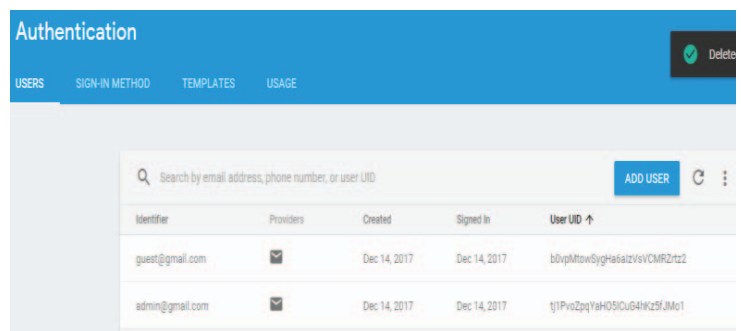 Authentication
Delete
USERS SIGN-IN METHOD TEMPLATES USAGE
Search by email address, phone number, or user UID
ADD USER
Identifier Providers Created Signed In User UID ↑
guest@gmail.com Dec 14, 2017 Dec 14, 2017
admin@gmail.com Dec 14, 2017 Dec 14, 2017